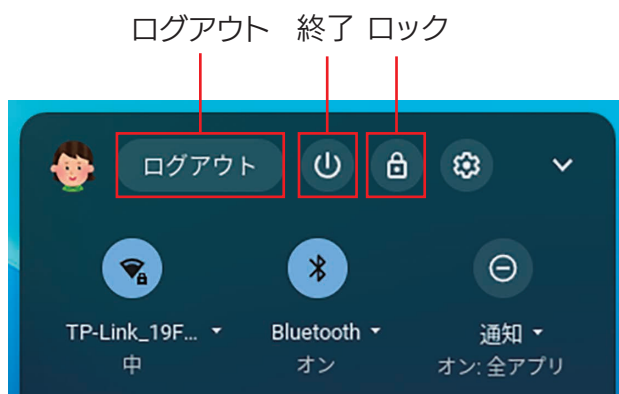 ログアウト 終了 ロック
ログアウト
TP-Link_19F... Bluetooth 通知
中 オン オン: 全アプリ